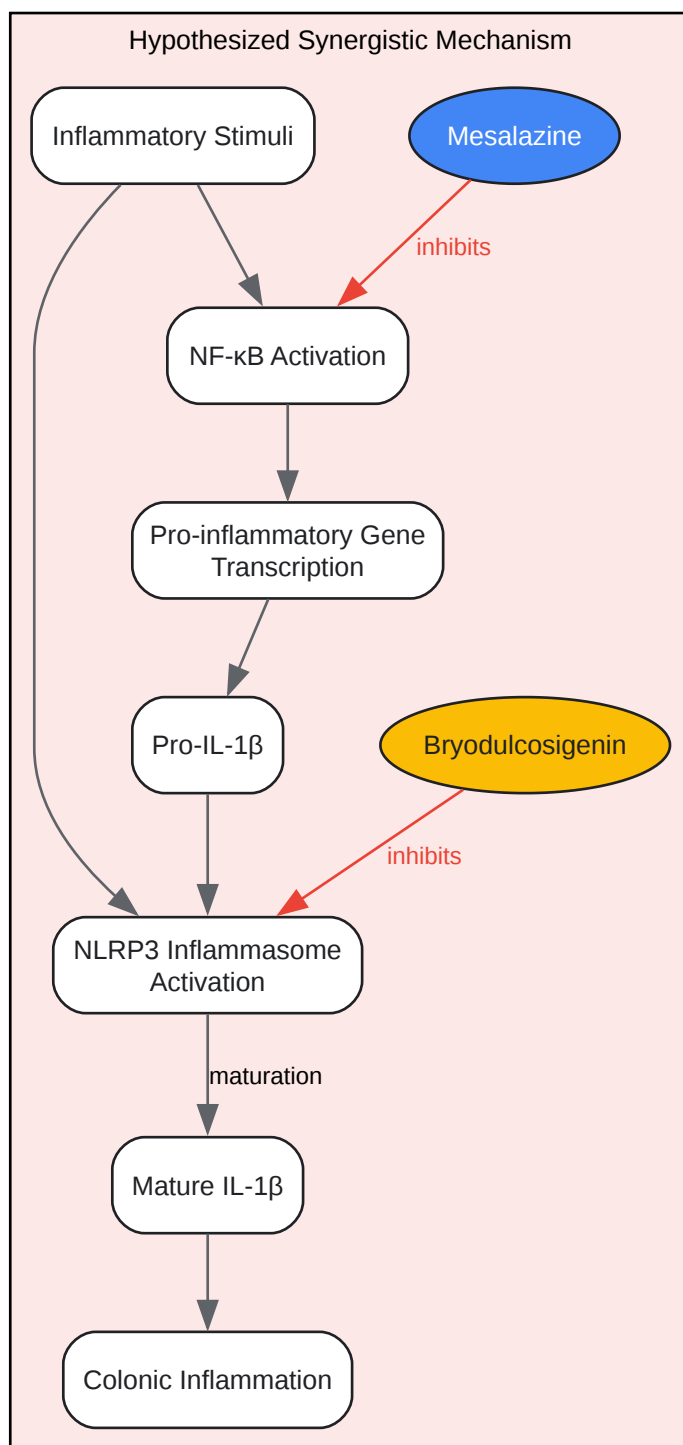 Hypothesized Synergistic Mechanism
Inflammatory Stimuli
Mesalazine
inhibits
NF-κB Activation
Pro-inflammatory Gene
Transcription
Pro-IL-1β
Bryodulcosigenin
inhibits
NLRP3 Inflammasome
Activation
maturation
Mature IL-1β
Colonic Inflammation